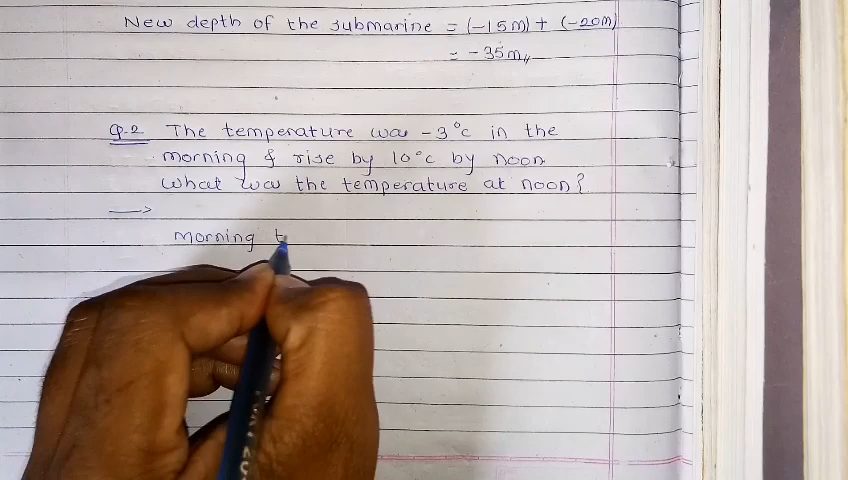 New depth of the submarine = (-15m) + (-20m)
= -35m,,
Q.2 The temperature was -3°c in the
morning & rise by 10°c by noon.
What was the temperature at noon?
→
Morning t